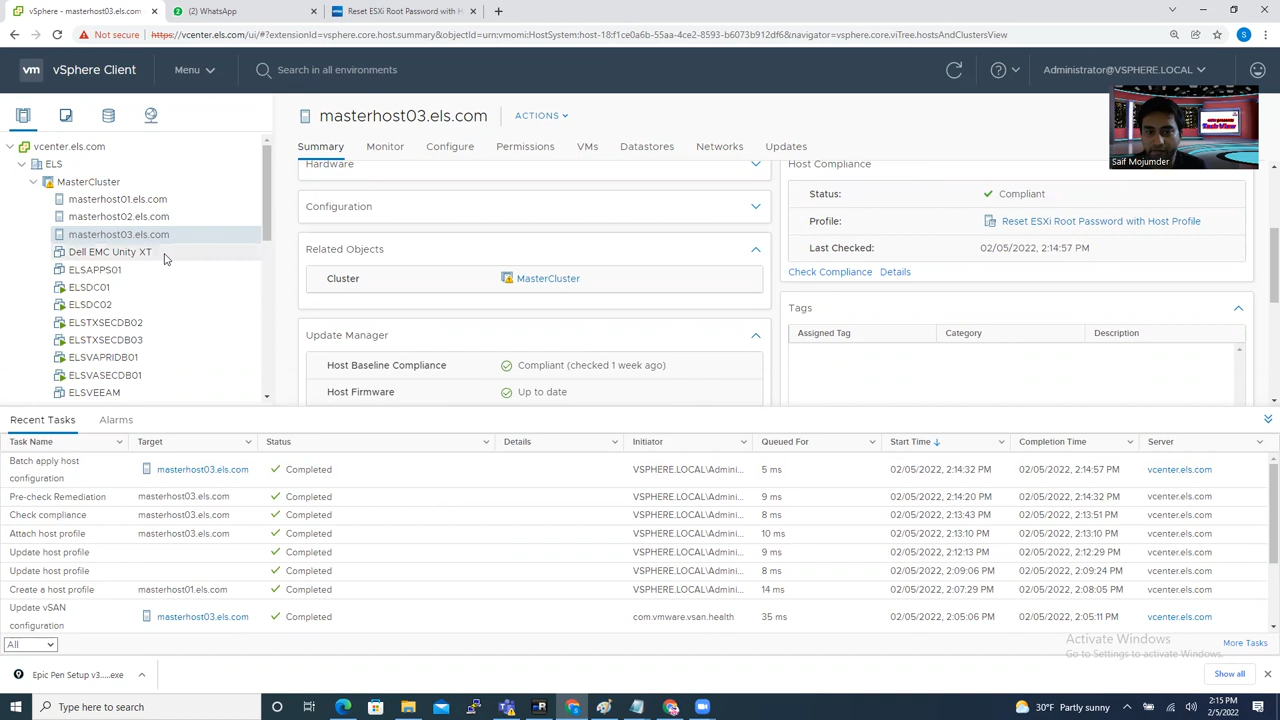 vSphere - masterhost03.els.com
(2) WhatsApp
Reset ESXi Root Password with H
Not secure
https://vcenter.els.com/ui/#?extensionId=vsphere.core.host.summary&objectId=urn:vmomi:HostSystem:host-18:f1ce0a6b-55aa-4ce2-8593-b6073b912df6&navigator=vsphere.core.viTree.hostsAndClustersView
S
vm vSphere Client
Menu
Search in all environments
Administrator@VSPHERE.LOCAL
vcenter.els.com
ELS
MasterCluster
masterhost01.els.com
masterhost02.els.com
masterhost03.els.com
Dell EMC Unity XT
ELSAPPS01
ELSDC01
ELSDC02
ELSTXSECDB02
ELSTXSECDB03
ELSVAPRIDB01
ELSVASECDB01
ELSVEEAM
masterhost03.els.com
ACTIONS
Summary Monitor Configure Permissions VMs Datastores Networks Updates
Hardware
Configuration
Related Objects
Cluster MasterCluster
Update Manager
Host Baseline Compliance Compliant (checked 1 week ago)
Host Firmware Up to date
Host Compliance
Status: Compliant
Profile: Reset ESXi Root Password with Host Profile
Last Checked: 02/05/2022, 2:14:57 PM
Check Compliance Details
Tags
Assigned Tag Category Description
Tech View
Saif Mojumder
Recent Tasks Alarms
Task Name Target Status Details Initiator Queued For Start Time Completion Time Server
Batch apply host configuration masterhost03.els.com Completed VSPHERE.LOCAL\Admini... 5 ms 02/05/2022, 2:14:32 PM 02/05/2022, 2:14:57 PM vcenter.els.com
Pre-check Remediation masterhost03.els.com Completed VSPHERE.LOCAL\Admini... 9 ms 02/05/2022, 2:14:20 PM 02/05/2022, 2:14:32 PM vcenter.els.com
Check compliance masterhost03.els.com Completed VSPHERE.LOCAL\Admini... 8 ms 02/05/2022, 2:13:43 PM 02/05/2022, 2:13:51 PM vcenter.els.com
Attach host profile masterhost03.els.com Completed VSPHERE.LOCAL\Admini... 10 ms 02/05/2022, 2:13:10 PM 02/05/2022, 2:13:10 PM vcenter.els.com
Update host profile Completed VSPHERE.LOCAL\Admini... 9 ms 02/05/2022, 2:12:13 PM 02/05/2022, 2:12:29 PM vcenter.els.com
Update host profile Completed VSPHERE.LOCAL\Admini... 8 ms 02/05/2022, 2:09:06 PM 02/05/2022, 2:09:24 PM vcenter.els.com
Create a host profile masterhost01.els.com Completed VSPHERE.LOCAL\Admini... 14 ms 02/05/2022, 2:07:29 PM 02/05/2022, 2:08:05 PM vcenter.els.com
Update vSAN configuration masterhost03.els.com Completed com.vmware.vsan.health 35 ms 02/05/2022, 2:05:06 PM 02/05/2022, 2:05:11 PM vcenter.els.com
All
More Tasks
Activate Windows
Go to Settings to activate Windows.
Epic Pen Setup v3.....exe
Show all
Type here to search
30°F Partly sunny
2:15 PM
2/5/2022